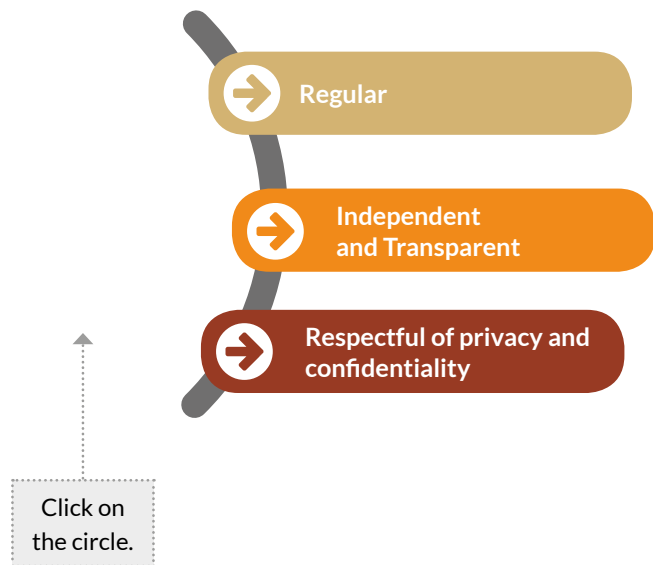 Regular
Independent
and Transparent
Respectful of privacy and
confidentiality
Click on
the circle.